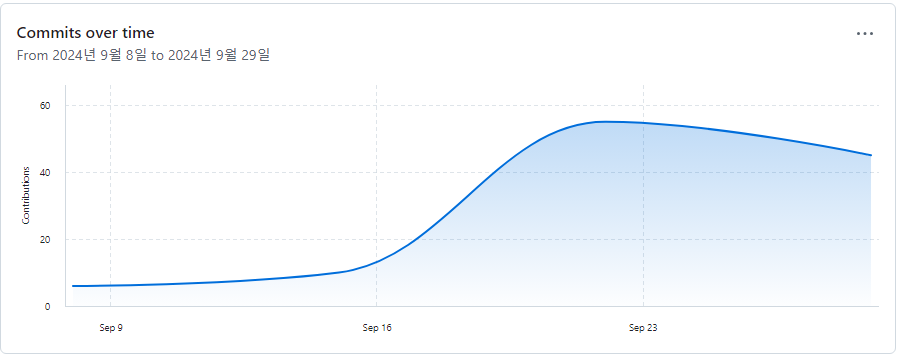 Commits over time
From 2024년 9월 8일 to 2024년 9월 29일
Contributions
60
40
20
0
Sep 9
Sep 16
Sep 23